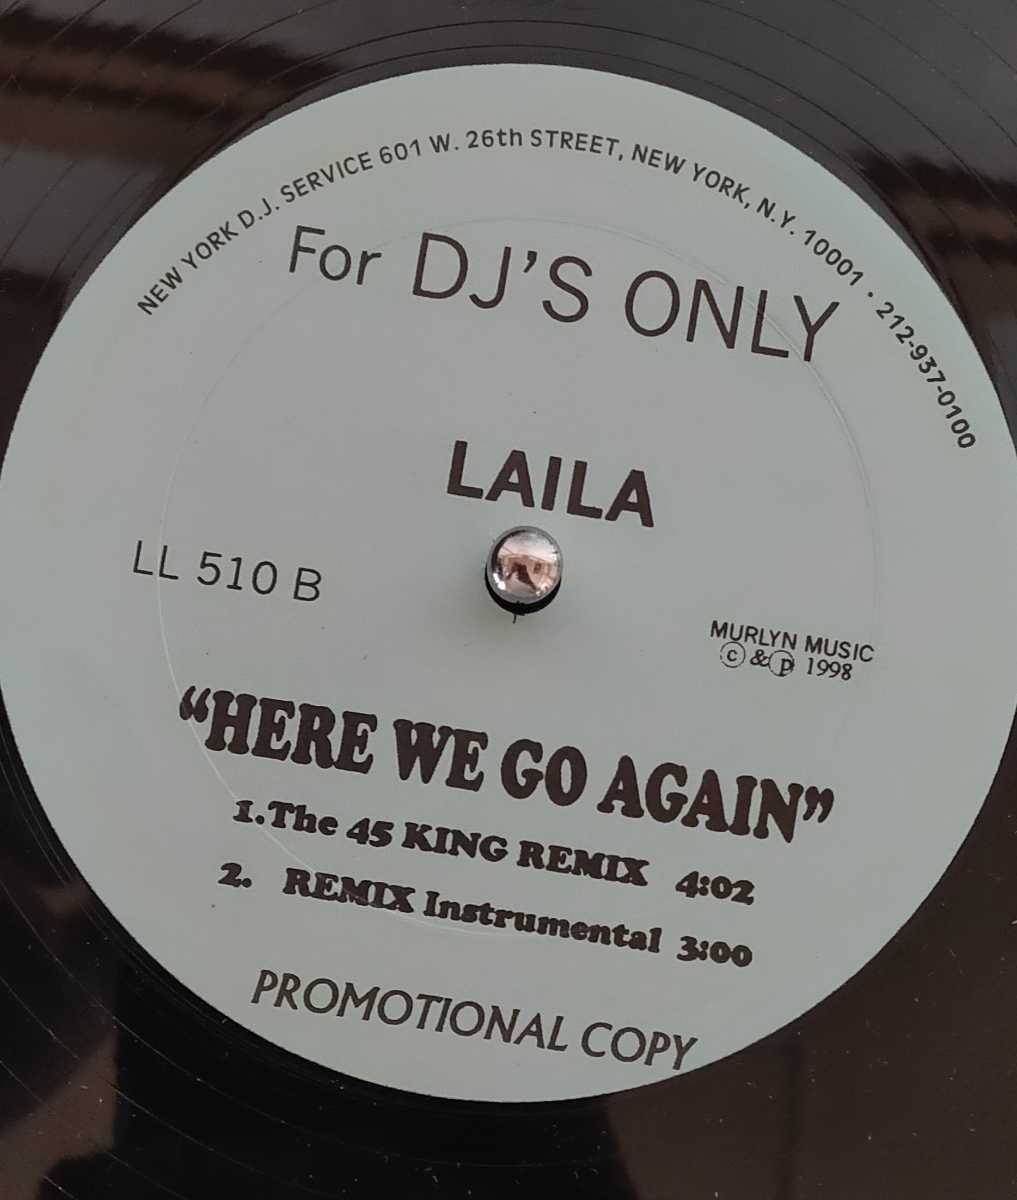 NEW YORK D.J. SERVICE 601 W. 26th STREET, NEW YORK, N.Y. 10001 • 212-937-0100
For DJ'S ONLY
LAILA
LL 510 B
MURLYN MUSIC
© & ℗ 1998
“HERE WE GO AGAIN”
1. The 45 KING REMIX 4:02
2. REMIX Instrumental 3:00
PROMOTIONAL COPY